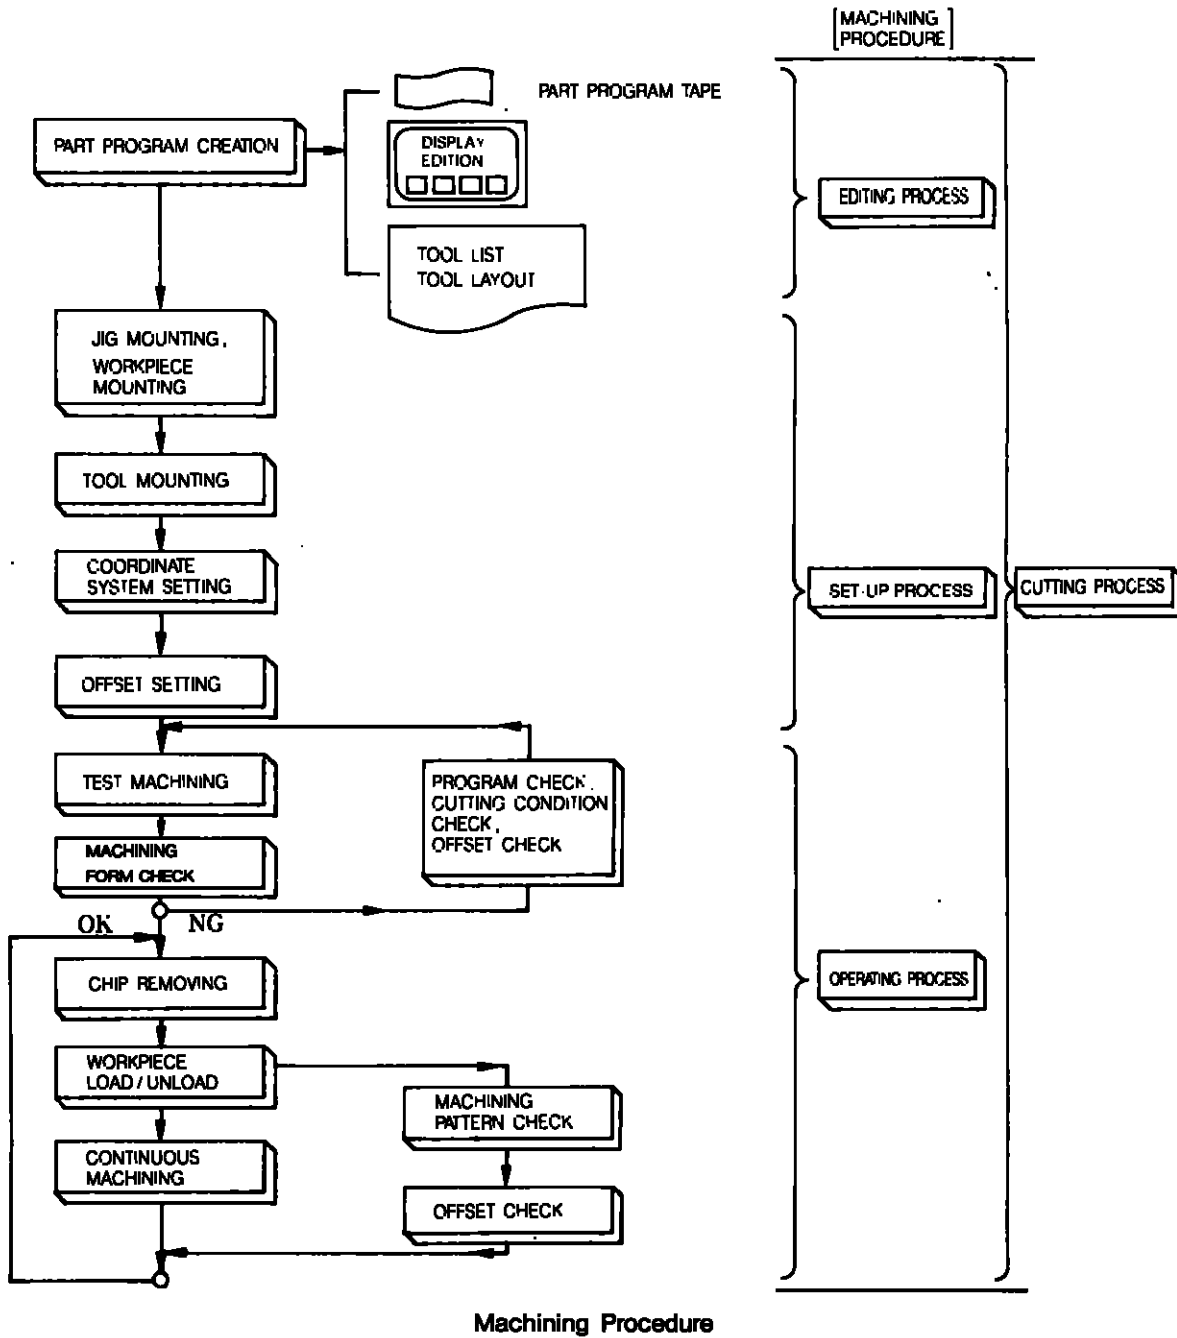 [MACHINING
PROCEDURE]
PART PROGRAM TAPE
PART PROGRAM CREATION
DISPLAY
EDITION
EDITING PROCESS
TOOL LIST
TOOL LAYOUT
JIG MOUNTING,
WORKPIECE
MOUNTING
TOOL MOUNTING
COORDINATE
SYSTEM SETTING
SET-UP PROCESS
CUTTING PROCESS
OFFSET SETTING
TEST MACHINING
PROGRAM CHECK,
CUTTING CONDITION
CHECK,
OFFSET CHECK
MACHINING
FORM CHECK
OK
NG
CHIP REMOVING
OPERATING PROCESS
WORKPIECE
LOAD/UNLOAD
MACHINING
PATTERN CHECK
CONTINUOUS
MACHINING
OFFSET CHECK
Machining Procedure